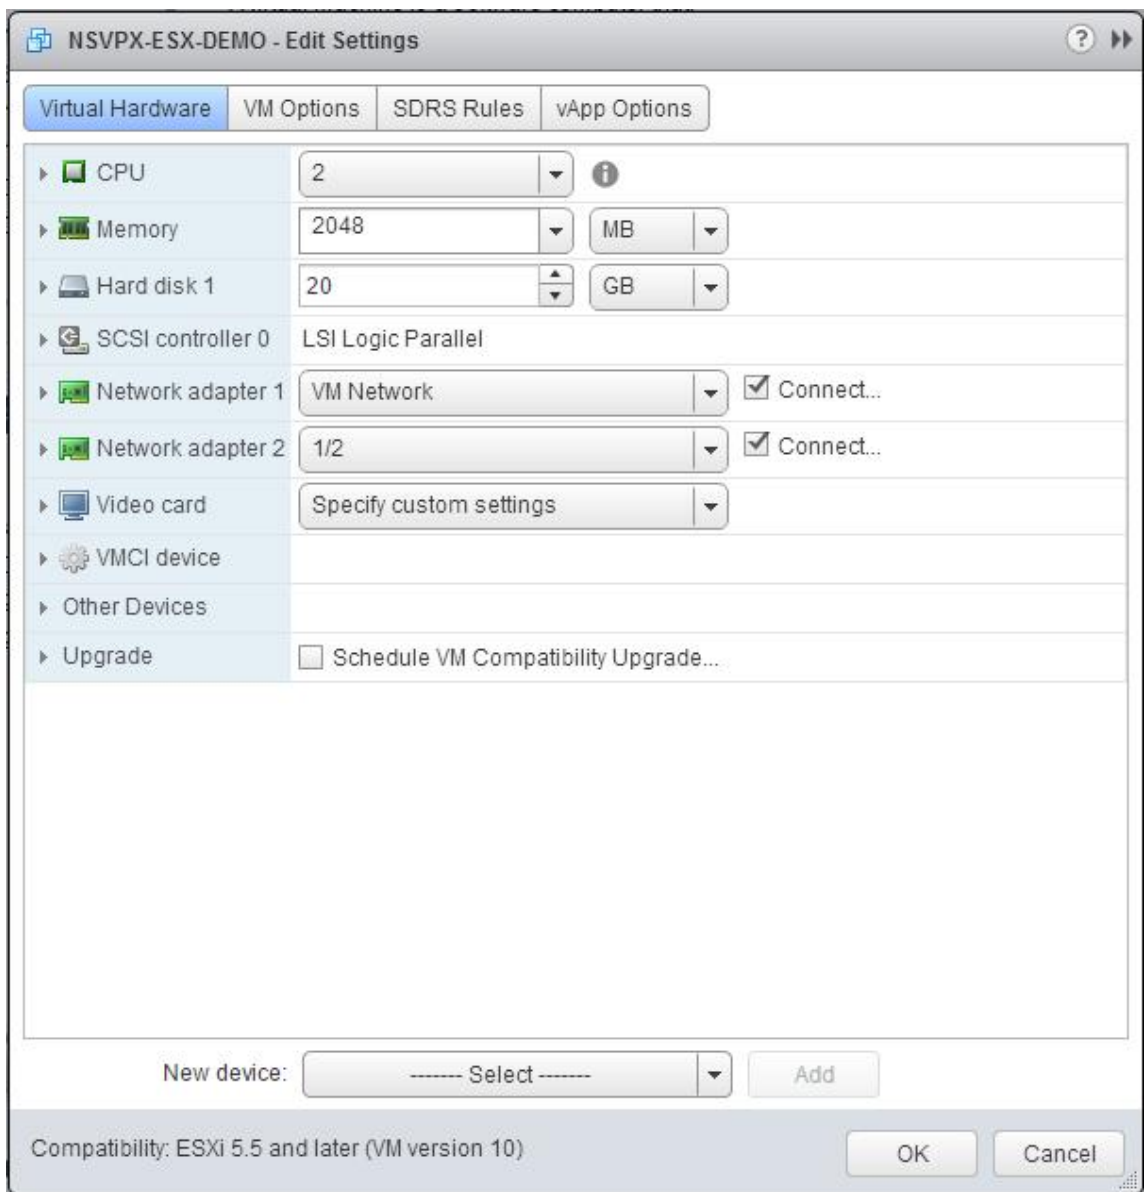 NSVPX-ESX-DEMO - Edit Settings
Virtual Hardware VM Options SDRS Rules vApp Options
CPU 2
Memory 2048 MB
Hard disk 1 20 GB
SCSI controller 0 LSI Logic Parallel
Network adapter 1 VM Network Connect...
Network adapter 2 1/2 Connect...
Video card Specify custom settings
VMCI device
Other Devices
Upgrade Schedule VM Compatibility Upgrade...
New device: ------- Select ------- Add
Compatibility: ESXi 5.5 and later (VM version 10) OK Cancel